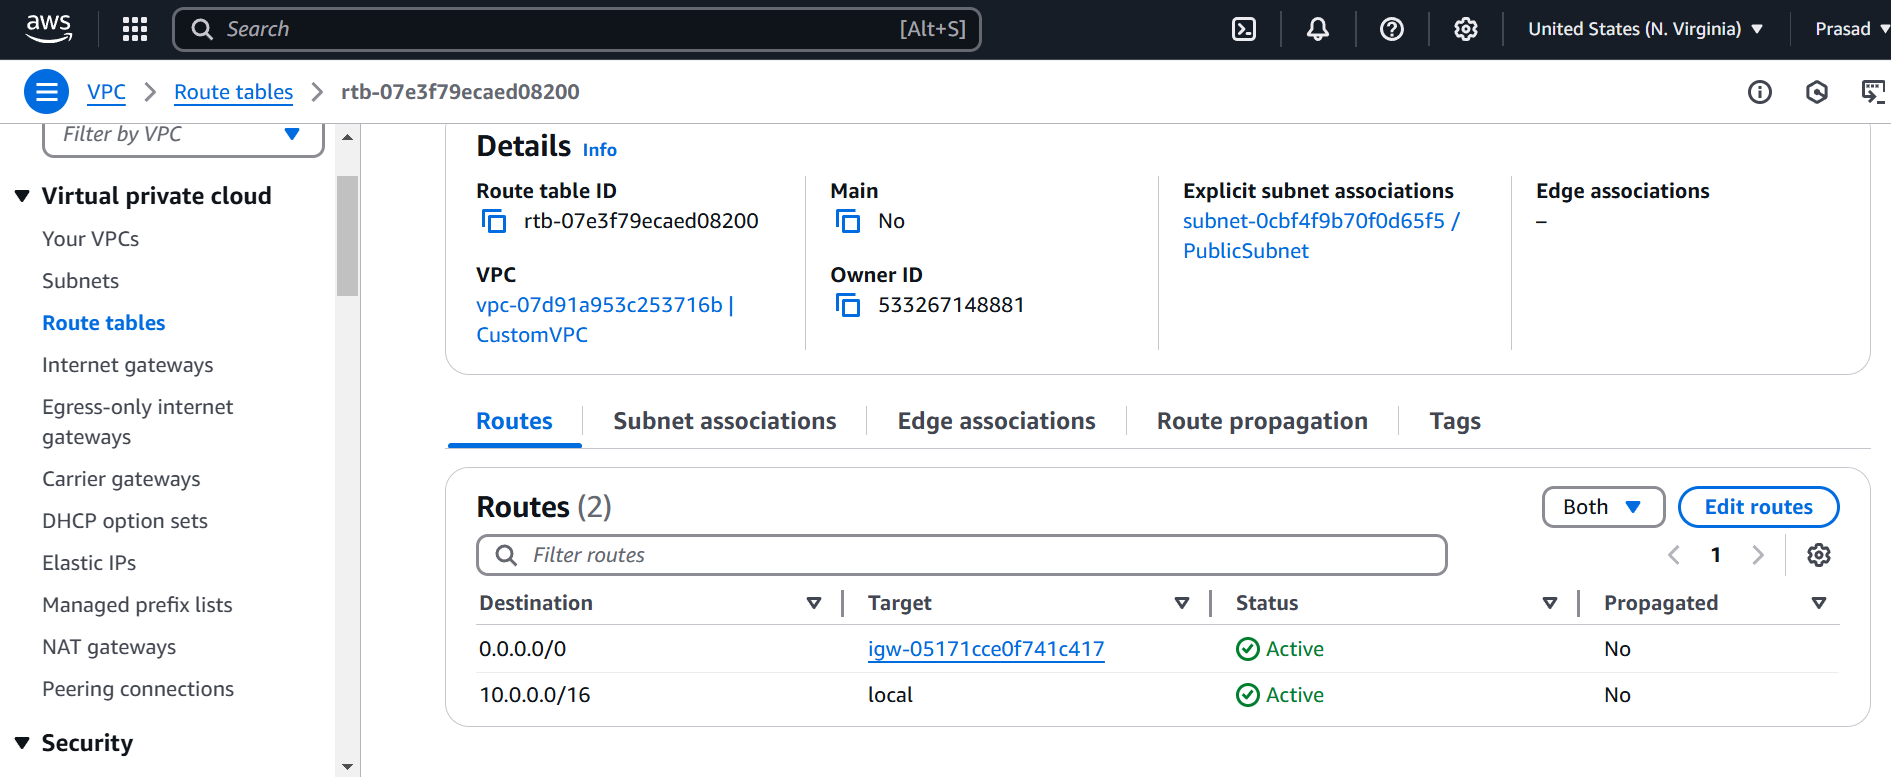 aws
Search [Alt+S]
United States (N. Virginia) Prasad
VPC Route tables rtb-07e3f79ecaed08200
Filter by VPC
Virtual private cloud
Your VPCs
Subnets
Route tables
Internet gateways
Egress-only internet
gateways
Carrier gateways
DHCP option sets
Elastic IPs
Managed prefix lists
NAT gateways
Peering connections
Security
Details Info
Route table ID
rtb-07e3f79ecaed08200
Main
No
Explicit subnet associations
subnet-0cbf4f9b70f0d65f5 /
PublicSubnet
Edge associations
–
VPC
vpc-07d91a953c253716b |
CustomVPC
Owner ID
533267148881
Routes Subnet associations Edge associations Route propagation Tags
Routes (2)
Both Edit routes
Filter routes
1
Destination Target Status Propagated
0.0.0.0/0 igw-05171cce0f741c417 Active No
10.0.0.0/16 local Active No